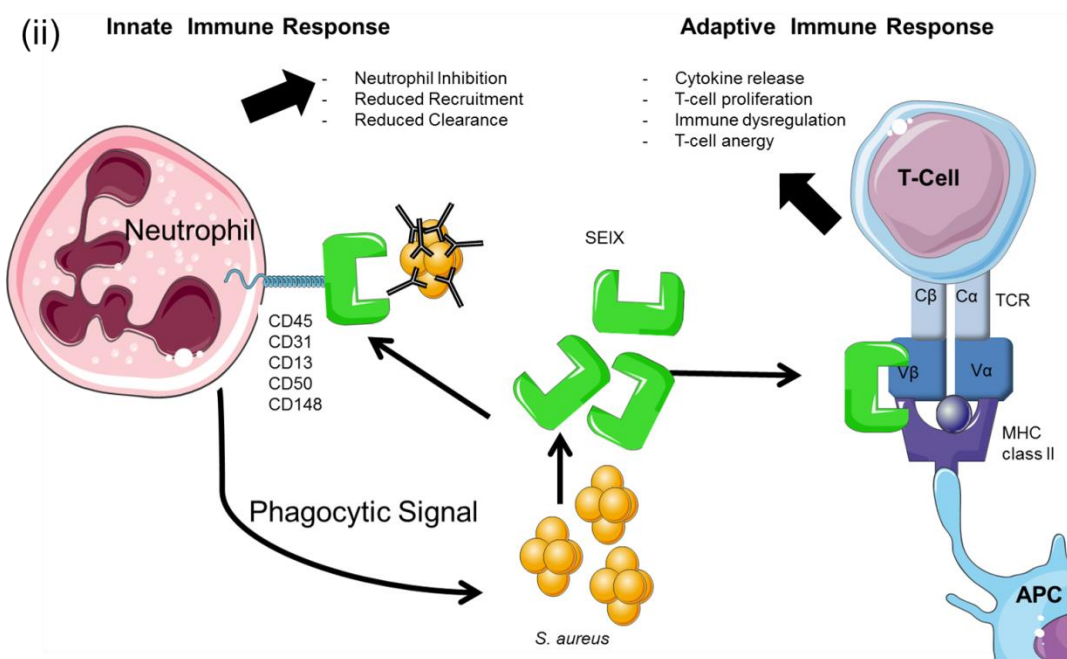 (ii)
Innate Immune Response
- Neutrophil Inhibition
- Reduced Recruitment
- Reduced Clearance
Adaptive Immune Response
- Cytokine release
- T-cell proliferation
- Immune dysregulation
- T-cell anergy
Neutrophil
CD45
CD31
CD13
CD50
CD148
SElX
T-Cell
Cβ
Cα
TCR
Vβ
Vα
MHC
class II
Phagocytic Signal
S. aureus
APC